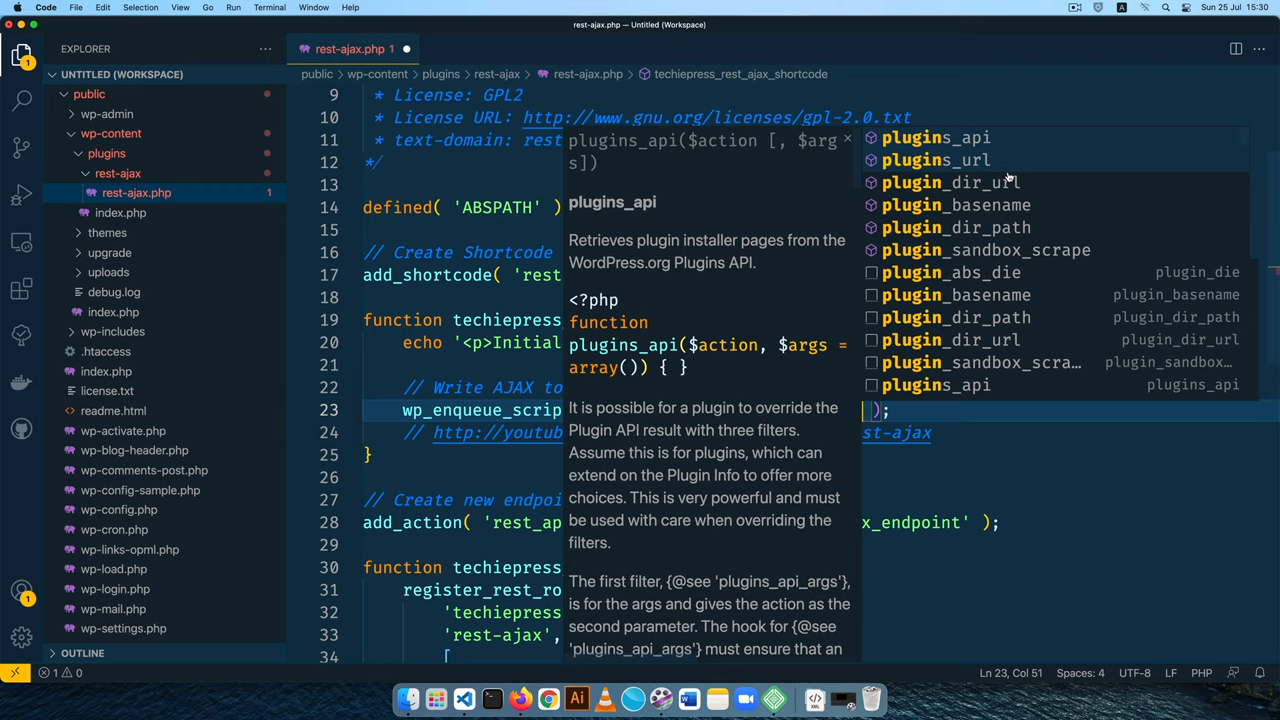 Code File Edit Selection View Go Run Terminal Window Help
A
Sun 25 Jul 15:30
rest-ajax.php — Untitled (Workspace)
EXPLORER
UNTITLED (WORKSPACE)
public
wp-admin
wp-content
plugins
rest-ajax
rest-ajax.php 1
index.php
themes
upgrade
uploads
debug.log
index.php
wp-includes
.htaccess
index.php
license.txt
readme.html
wp-activate.php
wp-blog-header.php
wp-comments-post.php
wp-config-sample.php
wp-config.php
wp-cron.php
wp-links-opml.php
wp-load.php
wp-login.php
wp-mail.php
wp-settings.php
OUTLINE
1
1
rest-ajax.php 1
public > wp-content > plugins > rest-ajax > rest-ajax.php > techiepress_rest_ajax_shortcode
9 * License: GPL2
10 * License URL: http://www.gnu.org/licenses/gpl-2.0.txt
11 * text-domain: rest
12 */
13
14 defined( 'ABSPATH' )
15
16 // Create Shortcode
17 add_shortcode( 'rest
18
19 function techiepress
20 echo '<p>Initial
21
22 // Write AJAX to
23 wp_enqueue_scrip );
24 // http://youtub st-ajax
25 }
26
27 // Create new endpoin
28 add_action( 'rest_ap x_endpoint' );
29
30 function techiepress
31 register_rest_ro
32 'techiepress
33 'rest-ajax',
34 [
plugins_api($action [, $arg
s])
plugins_api
Retrieves plugin installer pages from the
WordPress.org Plugins API.
<?php
function
plugins_api($action, $args =
array()) { }
It is possible for a plugin to override the
Plugin API result with three filters.
Assume this is for plugins, which can
extend on the Plugin Info to offer more
choices. This is very powerful and must
be used with care when overriding the
filters.
The first filter, {@see 'plugins_api_args'},
is for the args and gives the action as the
second parameter. The hook for {@see
'plugins_api_args'} must ensure that an
plugins_api
plugins_url
plugin_dir_url
plugin_basename
plugin_dir_path
plugin_sandbox_scrape
plugin_abs_die plugin_die
plugin_basename plugin_basename
plugin_dir_path plugin_dir_path
plugin_dir_url plugin_dir_url
plugin_sandbox_scra… plugin_sandbox…
plugins_api plugins_api
1 0
Ln 23, Col 51 Spaces: 4 UTF-8 LF PHP
Ai
W
XML